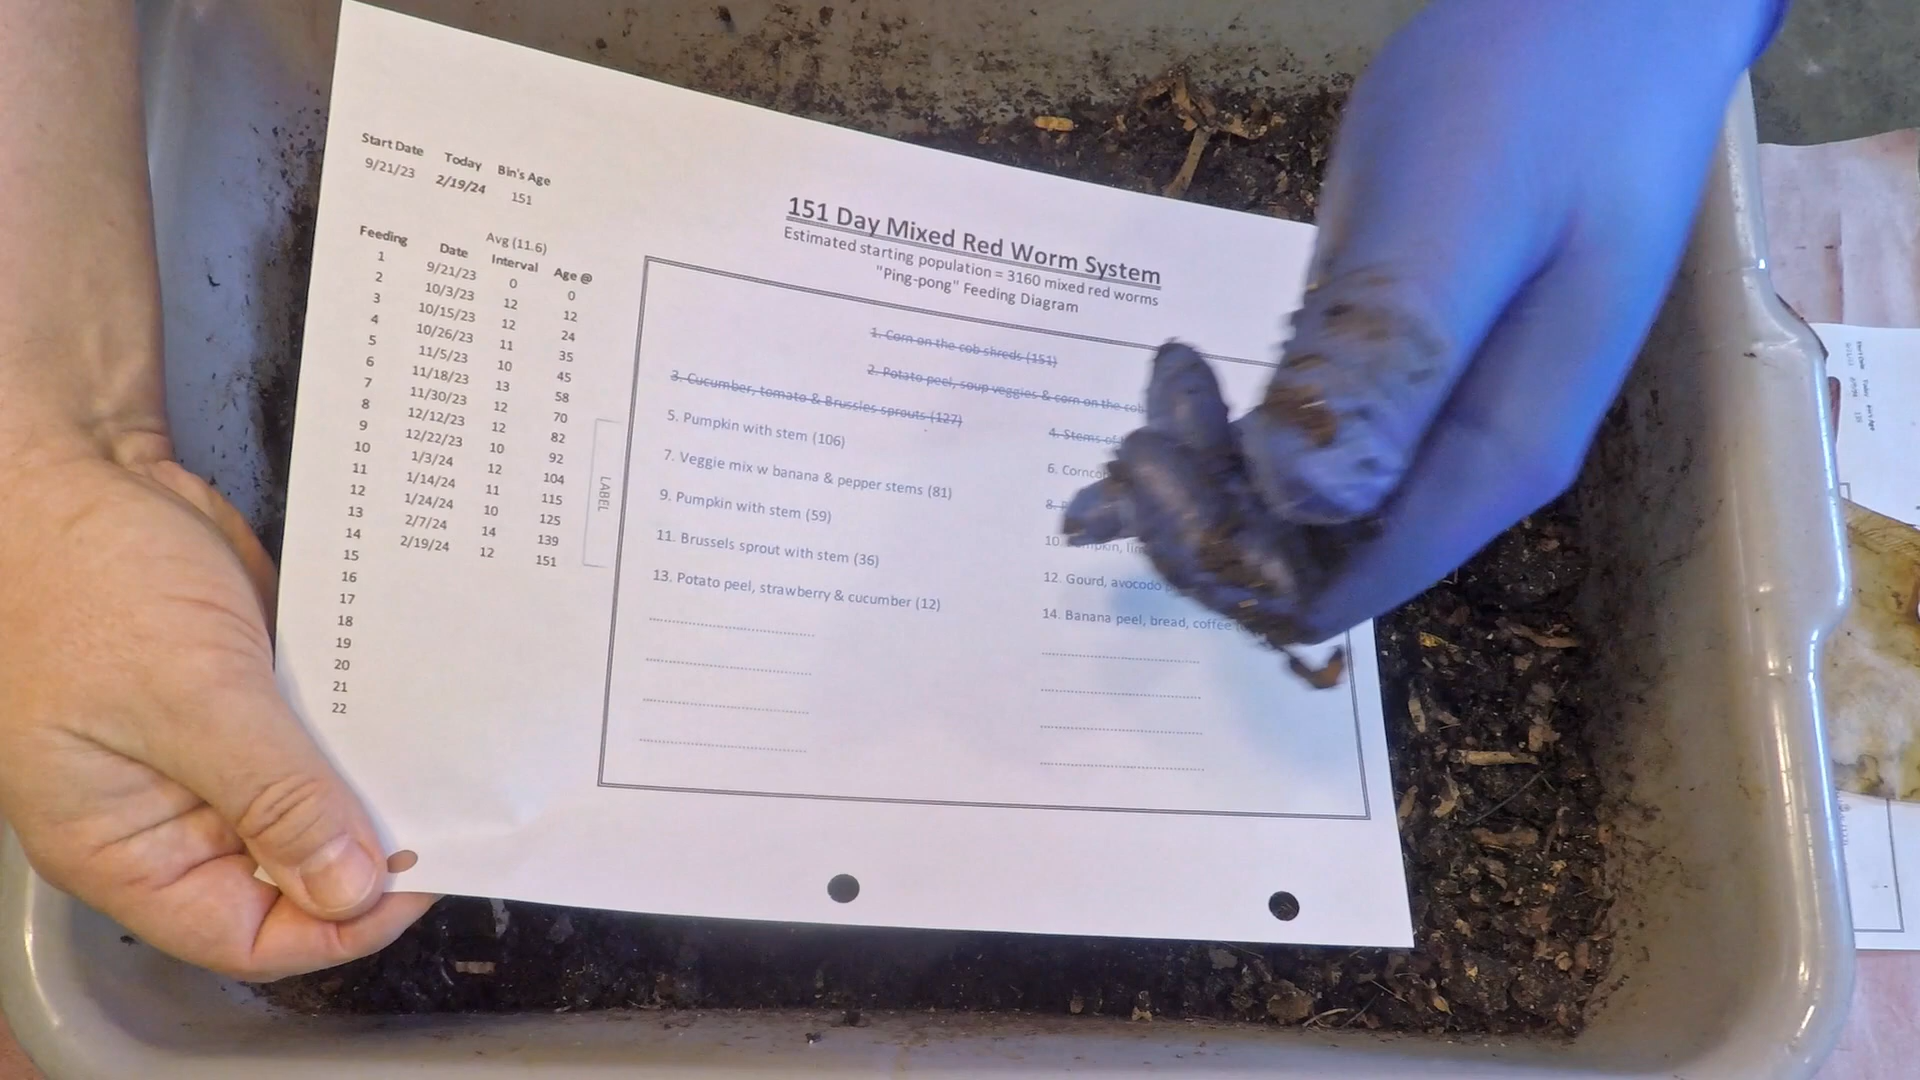 Start Date Today Bin's Age
9/21/23 2/19/24 151
Avg (11.6)
Feeding Date Interval Age @
1 9/21/23 0 0
2 10/3/23 12 12
3 10/15/23 12 24
4 10/26/23 11 35
5 11/5/23 10 45
6 11/18/23 13 58
7 11/30/23 12 70
8 12/12/23 12 82
9 12/22/23 10 92
10 1/3/24 12 104
11 1/14/24 11 115
12 1/24/24 10 125
13 2/7/24 14 139
14 2/19/24 12 151
15
16
17
18
19
20
21
22
LABEL
151 Day Mixed Red Worm System
Estimated starting population = 3160 mixed red worms
"Ping-pong" Feeding Diagram
1. Corn on the cob shreds (151)
2. Potato peel, soup veggies & corn on the cob
3. Cucumber, tomato & Brussles sprouts (127)
4. Stems of
5. Pumpkin with stem (106)
6.
7. Veggie mix w banana & pepper stems (81)
8.
9. Pumpkin with stem (59)
10
11. Brussels sprout with stem (36)
12. Gourd, avocodo
13. Potato peel, strawberry & cucumber (12)
14. Banana peel, bread, coffee